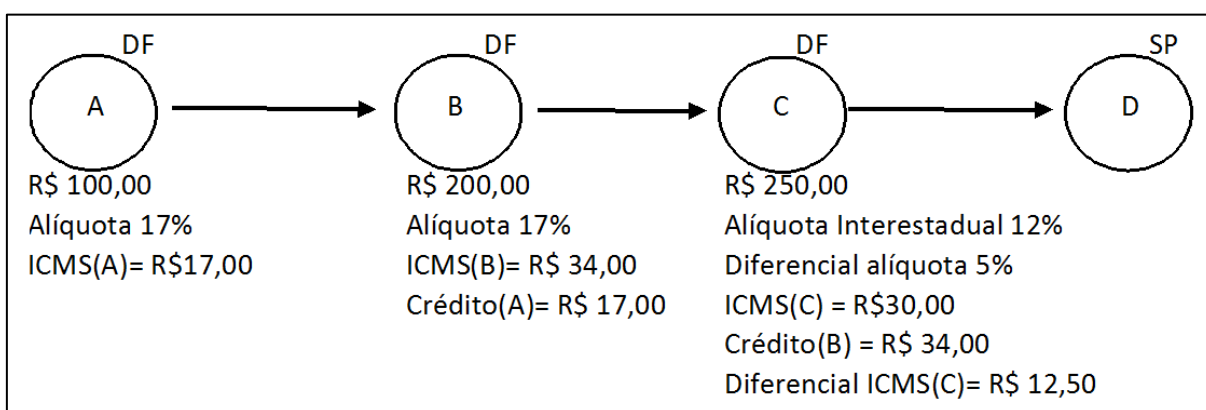 DF DF DF SP
A B C D
R$ 100,00 R$ 200,00 R$ 250,00
Alíquota 17% Alíquota 17% Alíquota Interestadual 12%
ICMS(A)= R$17,00 ICMS(B)= R$ 34,00 Diferencial alíquota 5%
Crédito(A)= R$ 17,00 ICMS(C) = R$30,00
Crédito(B) = R$ 34,00
Diferencial ICMS(C)= R$ 12,50